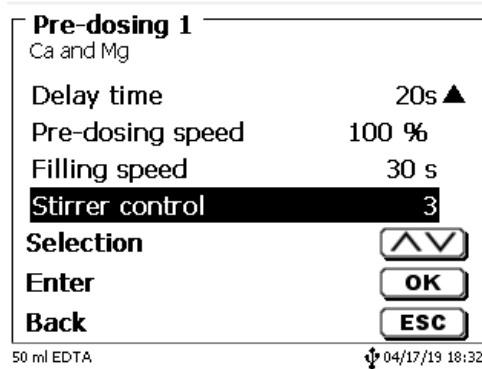 Pre-dosing 1
Ca and Mg
Delay time 20s
Pre-dosing speed 100 %
Filling speed 30 s
Stirrer control 3
Selection
Enter OK
Back ESC
50 ml EDTA 04/17/19 18:32